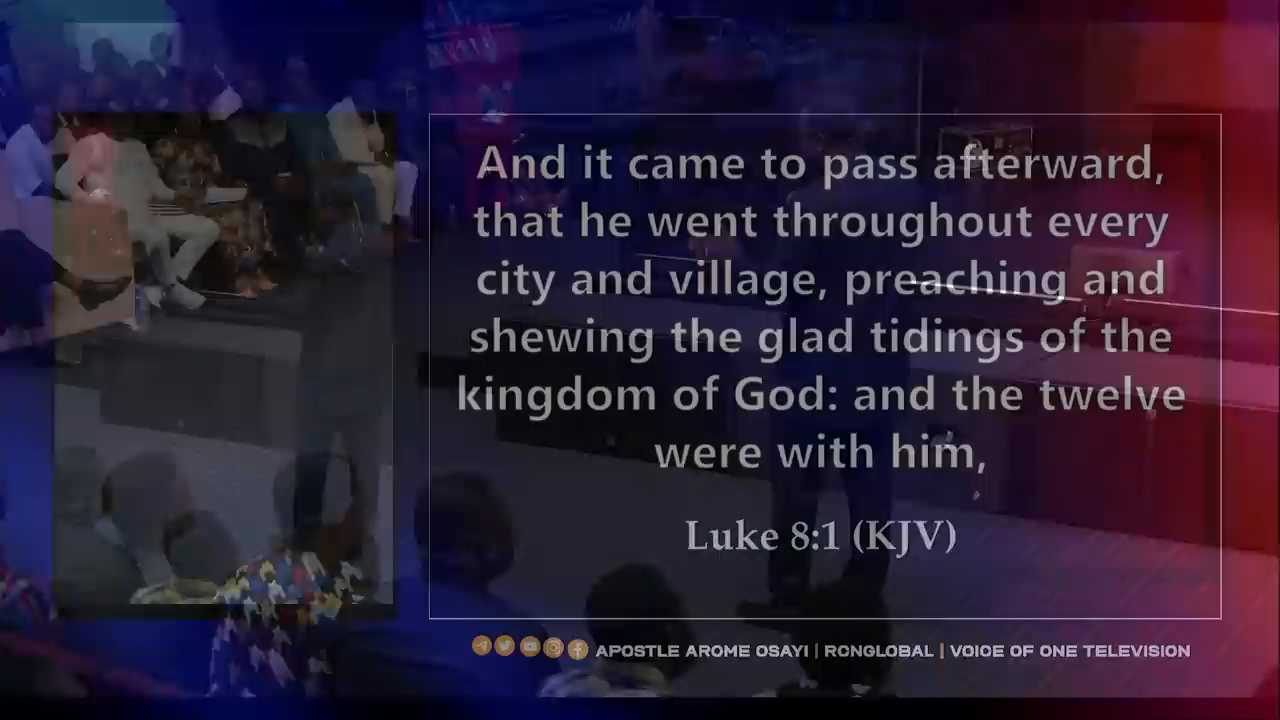 And it came to pass afterward,
that he went throughout every
city and village, preaching and
shewing the glad tidings of the
kingdom of God: and the twelve
were with him,
Luke 8:1 (KJV)
APOSTLE AROME OSAYI | RONGLOBAL | VOICE OF ONE TELEVISION